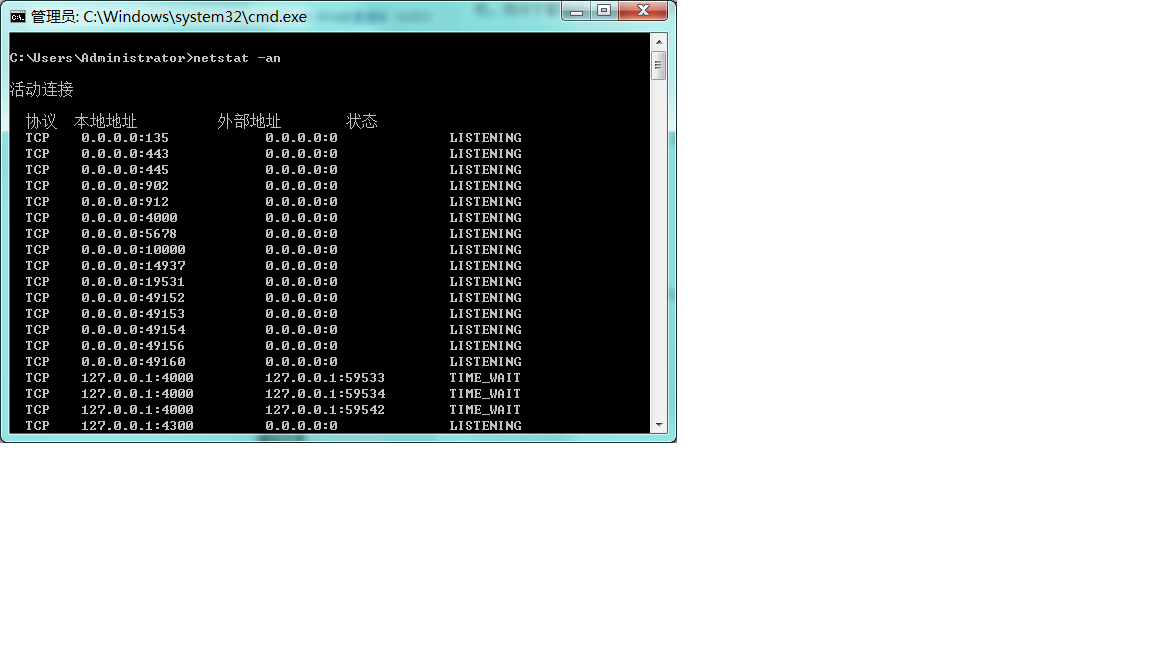 管理员: C:\Windows\system32\cmd.exe
C:\Users\Administrator>netstat -an
活动连接
协议 本地地址 外部地址 状态
TCP 0.0.0.0:135 0.0.0.0:0 LISTENING
TCP 0.0.0.0:443 0.0.0.0:0 LISTENING
TCP 0.0.0.0:445 0.0.0.0:0 LISTENING
TCP 0.0.0.0:902 0.0.0.0:0 LISTENING
TCP 0.0.0.0:912 0.0.0.0:0 LISTENING
TCP 0.0.0.0:4000 0.0.0.0:0 LISTENING
TCP 0.0.0.0:5678 0.0.0.0:0 LISTENING
TCP 0.0.0.0:10000 0.0.0.0:0 LISTENING
TCP 0.0.0.0:14937 0.0.0.0:0 LISTENING
TCP 0.0.0.0:19531 0.0.0.0:0 LISTENING
TCP 0.0.0.0:49152 0.0.0.0:0 LISTENING
TCP 0.0.0.0:49153 0.0.0.0:0 LISTENING
TCP 0.0.0.0:49154 0.0.0.0:0 LISTENING
TCP 0.0.0.0:49156 0.0.0.0:0 LISTENING
TCP 0.0.0.0:49160 0.0.0.0:0 LISTENING
TCP 127.0.0.1:4000 127.0.0.1:59533 TIME_WAIT
TCP 127.0.0.1:4000 127.0.0.1:59534 TIME_WAIT
TCP 127.0.0.1:4000 127.0.0.1:59542 TIME_WAIT
TCP 127.0.0.1:4300 0.0.0.0:0 LISTENING